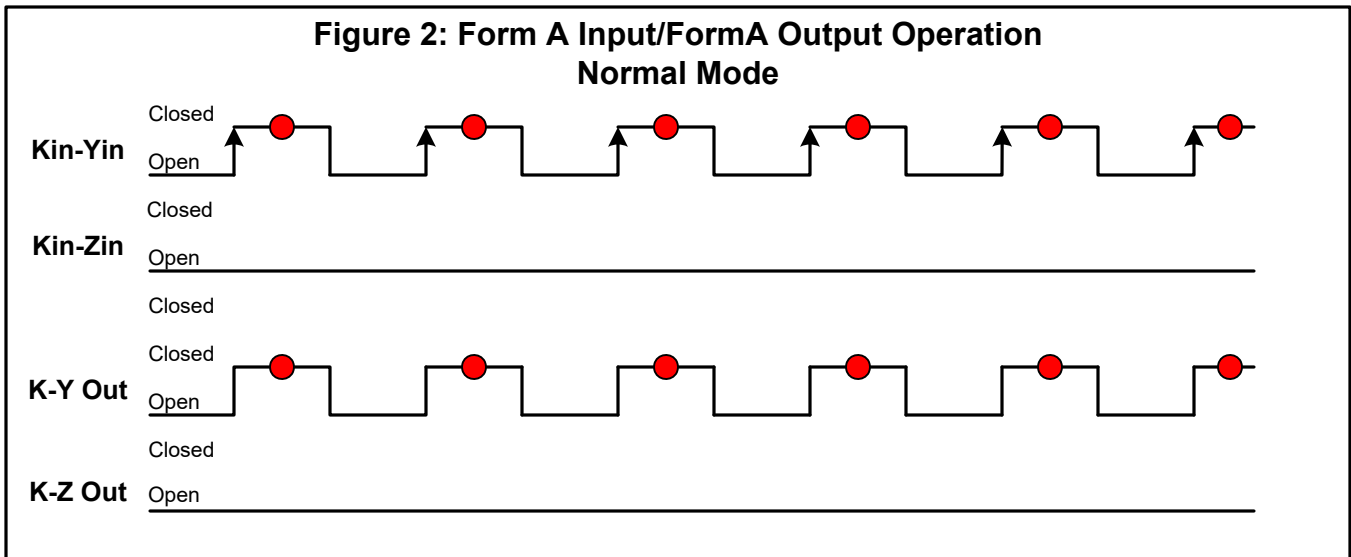 Figure 2: Form A Input/FormA Output Operation
Normal Mode
Closed
Kin-Yin
Open
Closed
Kin-Zin
Open
Closed
Closed
K-Y Out
Open
Closed
K-Z Out
Open